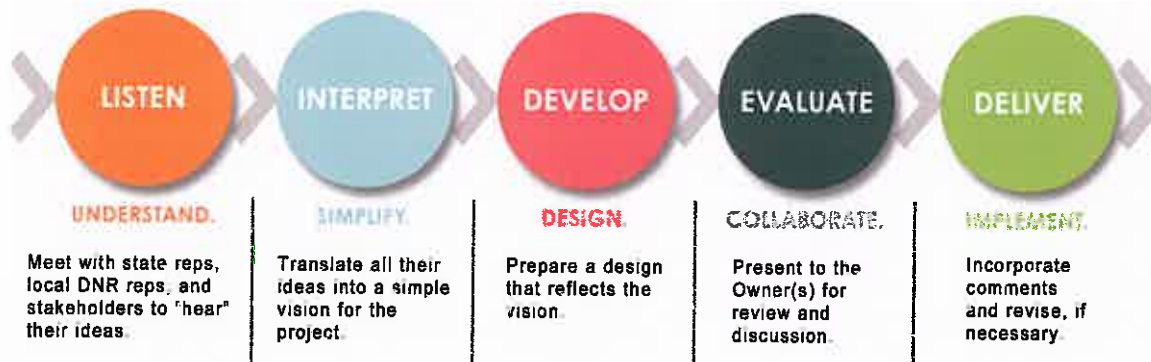 LISTEN
INTERPRET
DEVELOP
EVALUATE
DELIVER
UNDERSTAND.
SIMPLIFY.
DESIGN.
COLLABORATE.
IMPLEMENT.
Meet with state reps,
local DNR reps, and
stakeholders to "hear"
their ideas.
Translate all their
ideas into a simple
vision for the
project.
Prepare a design
that reflects the
vision.
Present to the
Owner(s) for
review and
discussion.
Incorporate
comments
and revise, if
necessary.